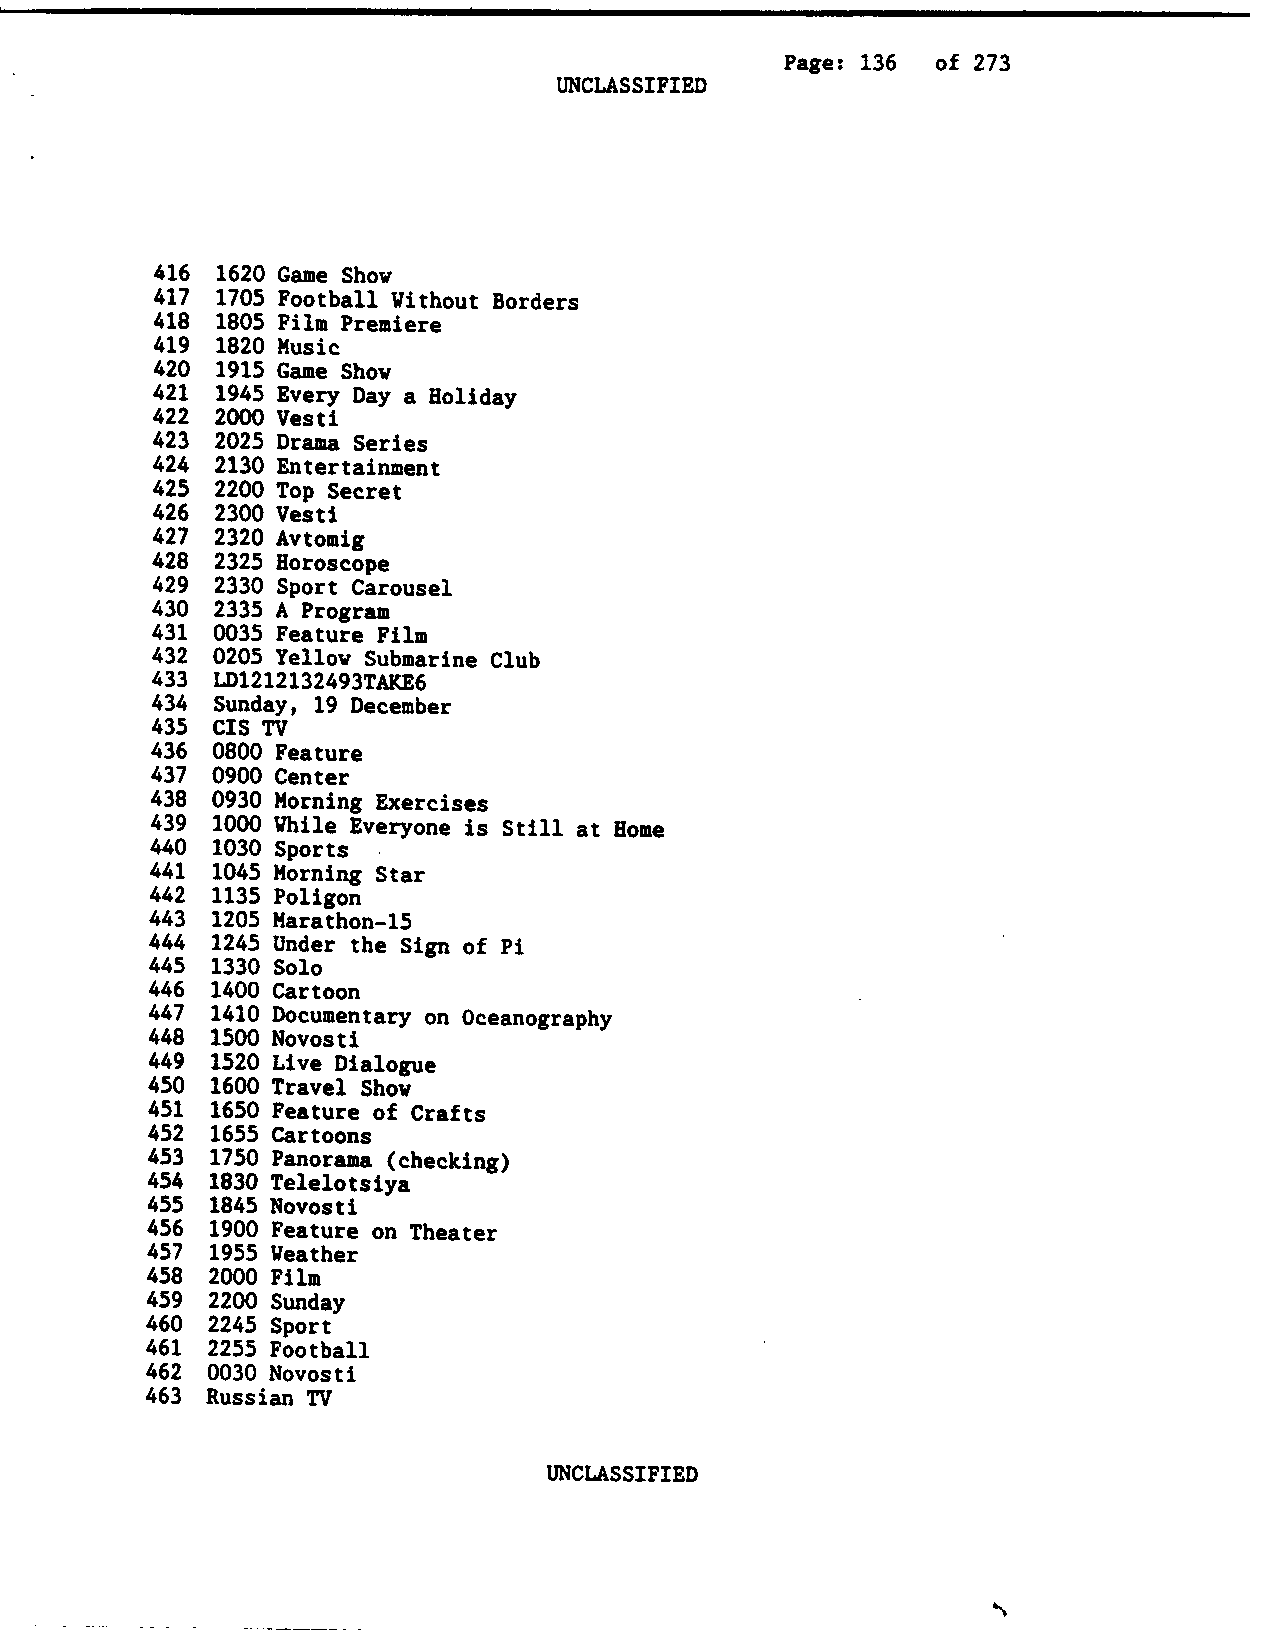 Page: 136 of 273
UNCLASSIFIED
416 1620 Game Show
417 1705 Football Without Borders
418 1805 Film Premiere
419 1820 Music
420 1915 Game Show
421 1945 Every Day a Holiday
422 2000 Vesti
423 2025 Drama Series
424 2130 Entertainment
425 2200 Top Secret
426 2300 Vesti
427 2320 Avtomig
428 2325 Horoscope
429 2330 Sport Carousel
430 2335 A Program
431 0035 Feature Film
432 0205 Yellow Submarine Club
433 LD1212132493TAKE6
434 Sunday, 19 December
435 CIS TV
436 0800 Feature
437 0900 Center
438 0930 Morning Exercises
439 1000 While Everyone is Still at Home
440 1030 Sports
441 1045 Morning Star
442 1135 Poligon
443 1205 Marathon-15
444 1245 Under the Sign of Pi
445 1330 Solo
446 1400 Cartoon
447 1410 Documentary on Oceanography
448 1500 Novosti
449 1520 Live Dialogue
450 1600 Travel Show
451 1650 Feature of Crafts
452 1655 Cartoons
453 1750 Panorama (checking)
454 1830 Telelotsiya
455 1845 Novosti
456 1900 Feature on Theater
457 1955 Weather
458 2000 Film
459 2200 Sunday
460 2245 Sport
461 2255 Football
462 0030 Novosti
463 Russian TV
UNCLASSIFIED